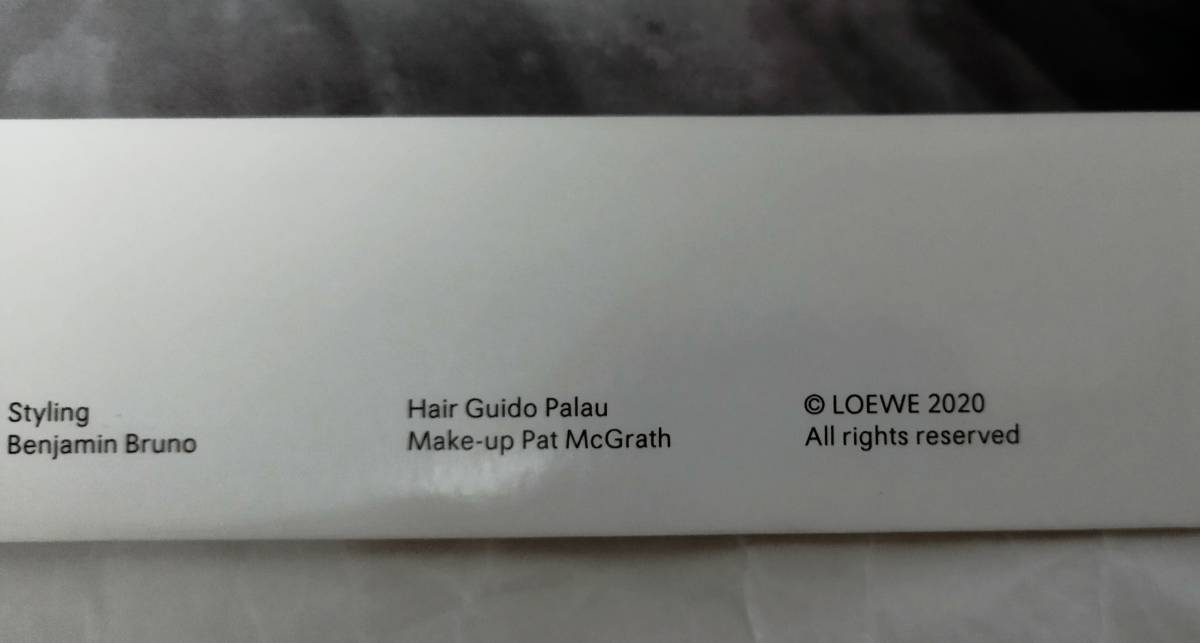 Styling
Benjamin Bruno
Hair Guido Palau
Make-up Pat McGrath
© LOEWE 2020
All rights reserved